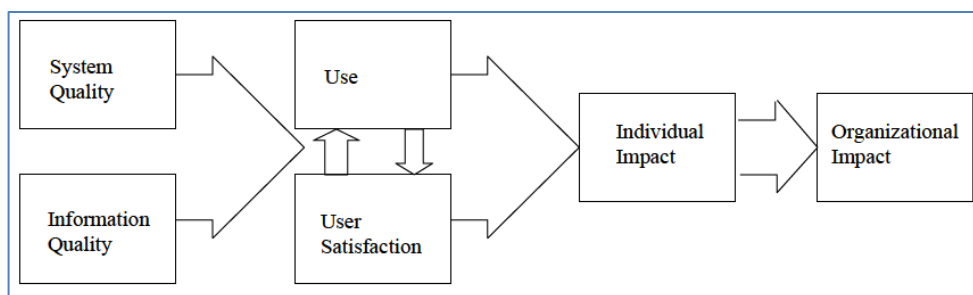 System
Quality
Use
Individual
Impact
Organizational
Impact
Information
Quality
User
Satisfaction